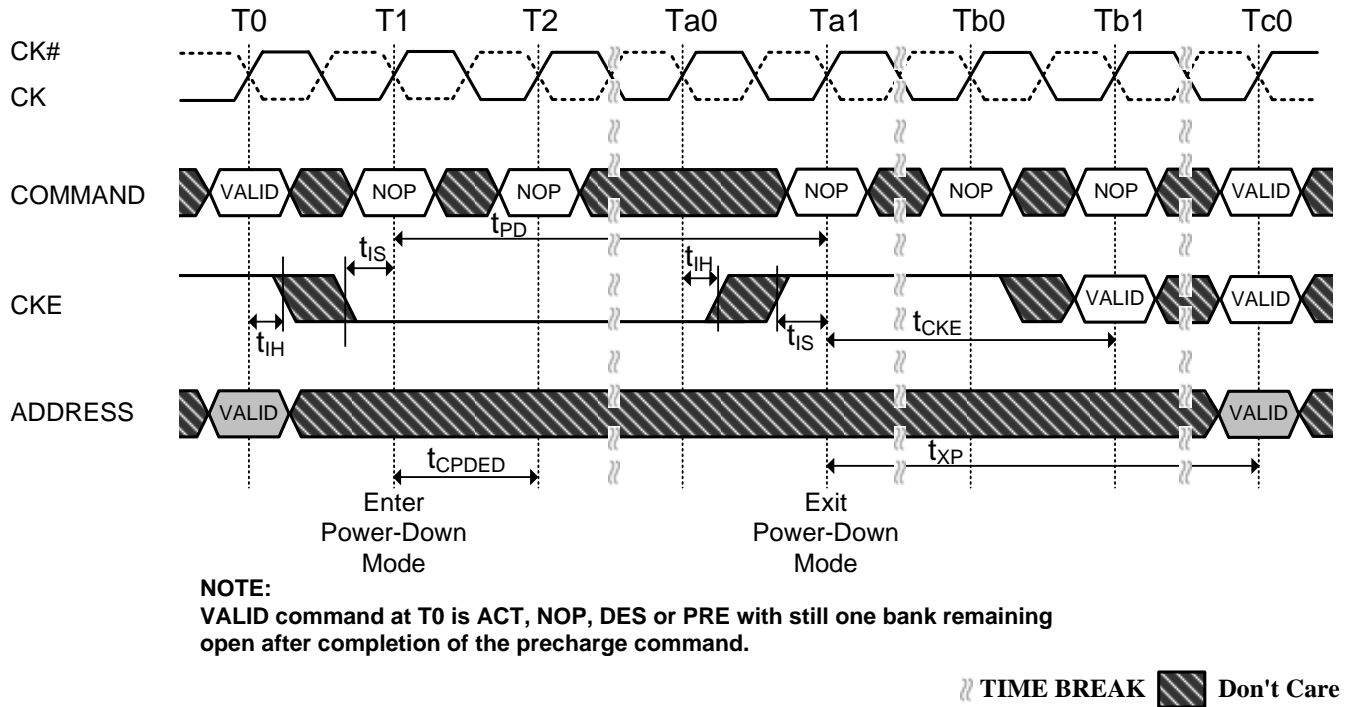 T0 T1 T2 Ta0 Ta1 Tb0 Tb1 Tc0
CK#
CK
COMMAND VALID NOP NOP NOP NOP NOP VALID
tPD
tIS tIH
CKE VALID VALID
tIH tIS tCKE
ADDRESS VALID VALID
tCPDED tXP
Enter Power-Down Mode
Exit Power-Down Mode
NOTE:
VALID command at T0 is ACT, NOP, DES or PRE with still one bank remaining
open after completion of the precharge command.
TIME BREAK Don't Care